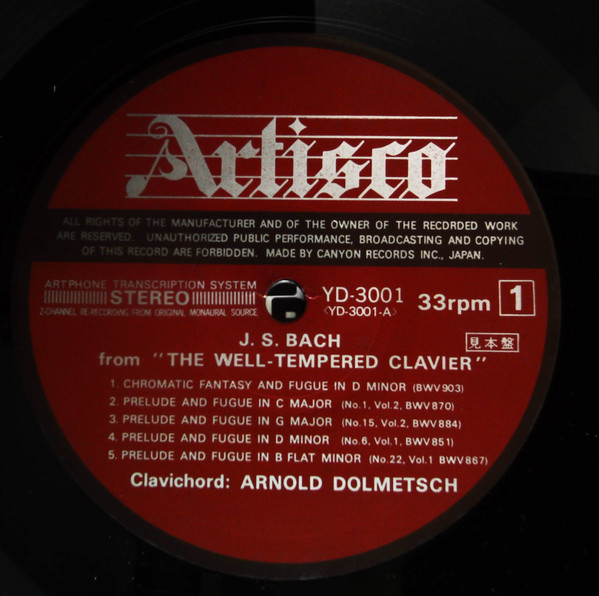 Artisco
ALL RIGHTS OF THE MANUFACTURER AND OF THE OWNER OF THE RECDRDED WORK
ARE RESERVED. UNAUTHORIZED PUBLIC PERFORMANCE, BROADCASTING AND COPYING
OF THIS RECORD ARE FORBIDDEN. MADE BY CANYON RECORDS INC., JAPAN.
ARTPHONE TRANSCRIPTION SYSTEM
STEREO
2-CHANNEL RE-RECORDING FROM ORIGINAL MONAURAL SOURCE
YD-3001 33rpm 1
<YD-3001-A>
J. S. BACH
見本盤
from "THE WELL-TEMPERED CLAVIER"
1. CHROMATIC FANTASY AND FUGUE IN D MINOR (BWV903)
2. PRELUDE AND FUGUE IN C MAJOR (No.1, Vol.2, BWV870)
3. PRELUDE AND FUGUE IN G MAJOR (No.15, Vol.2, BWV884)
4. PRELUDE AND FUGUE IN D MINOR (No.6, Vol.1, BWV851)
5. PRELUDE AND FUGUE IN B FLAT MINOR (No.22, Vol.1 BWV867)
Clavichord: ARNOLD DOLMETSCH